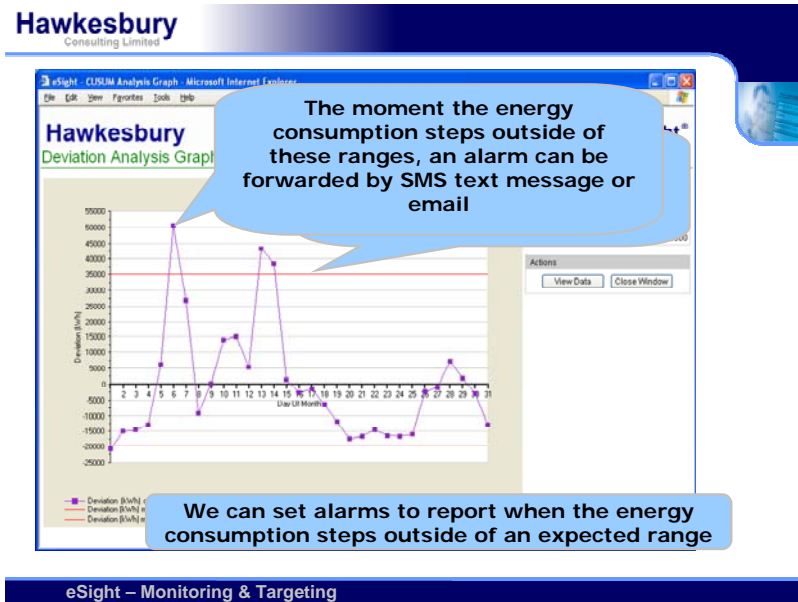 Hawkesbury
Consulting Limited
eSight - CUSUM Analysis Graph - Microsoft Internet Explorer
File Edit View Favorites Tools Help
Hawkesbury
Deviation Analysis Graph
The moment the energy
consumption steps outside of
these ranges, an alarm can be
forwarded by SMS text message or
email
Actions
View Data Close Window
55000
50000
45000
40000
35000
30000
25000
20000
15000
10000
5000
0
-5000
-10000
-15000
-20000
-25000
Deviation [kWh]
2 3 4 5 6 7 8 9 10 11 12 13 14 15 16 17 18 19 20 21 22 23 24 25 26 27 28 29 30 31
Day Of Month
Deviation [kWh]
Deviation [kWh]
Deviation [kWh]
We can set alarms to report when the energy
consumption steps outside of an expected range
eSight – Monitoring & Targeting